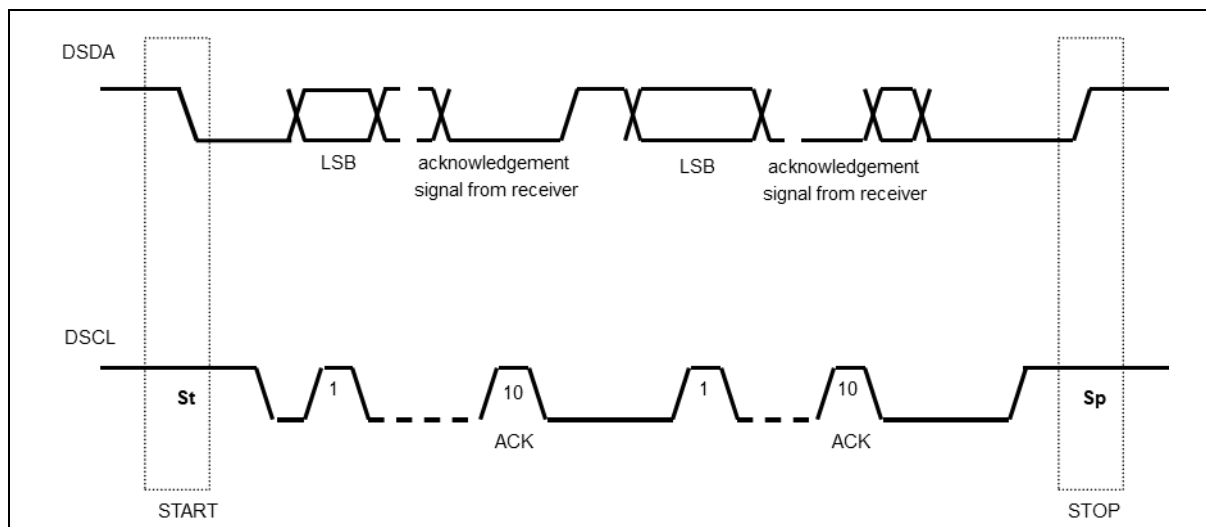 DSDA
LSB
acknowledgement
signal from receiver
LSB
acknowledgement
signal from receiver
DSCL
St
1
10
1
10
Sp
ACK
ACK
START
STOP